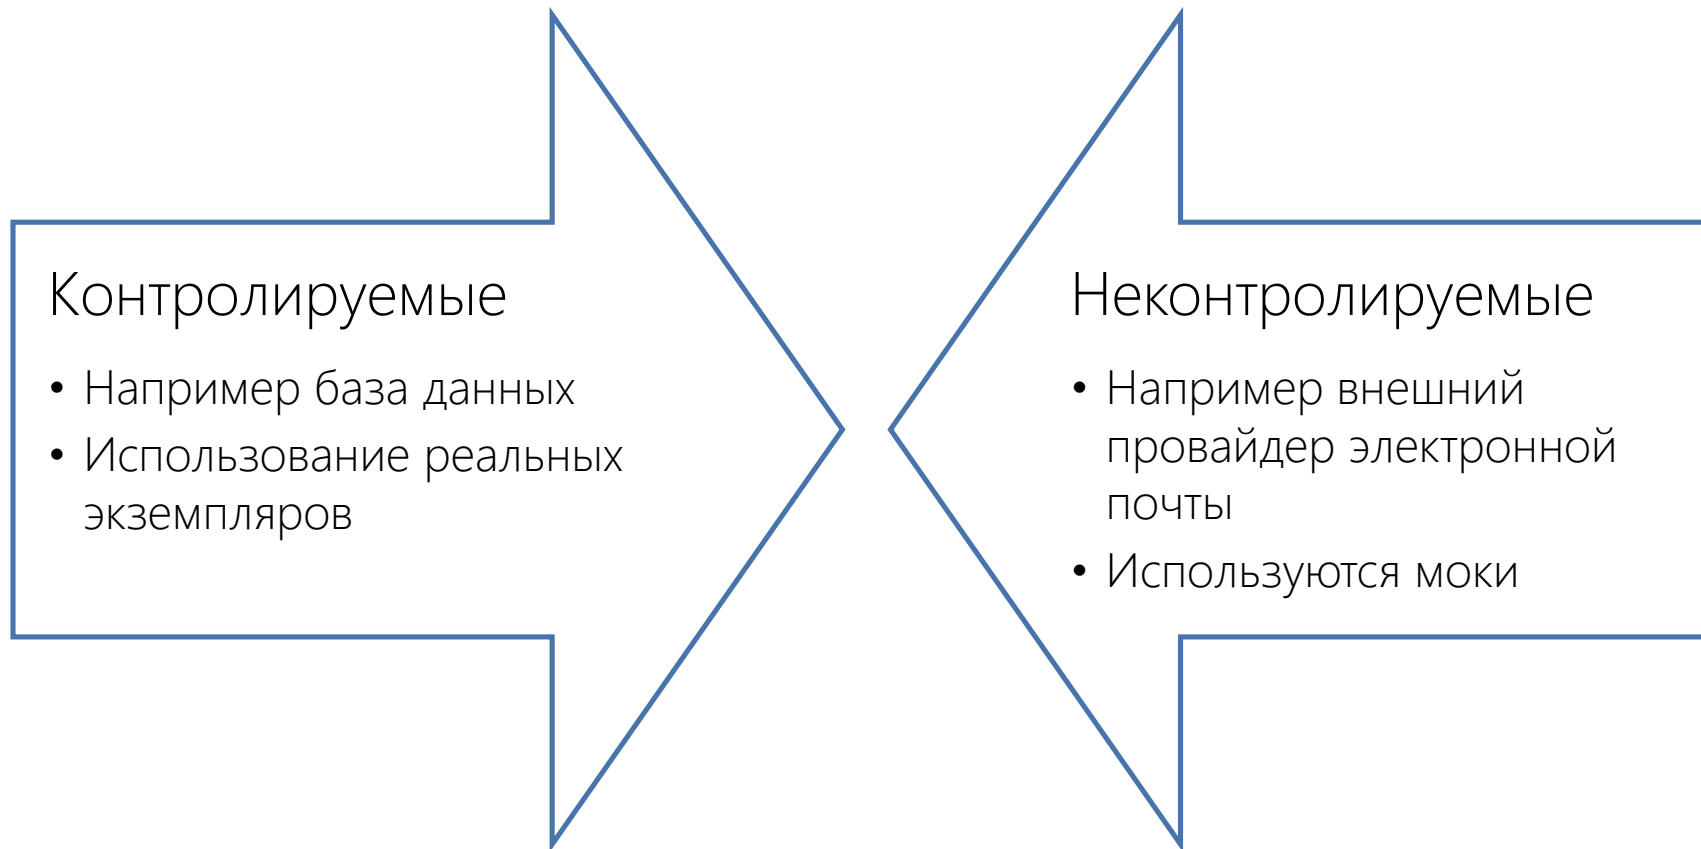 Контролируемые
• Например база данных
• Использование реальных
экземпляров
Неконтролируемые
• Например внешний
провайдер электронной
почты
• Используются моки